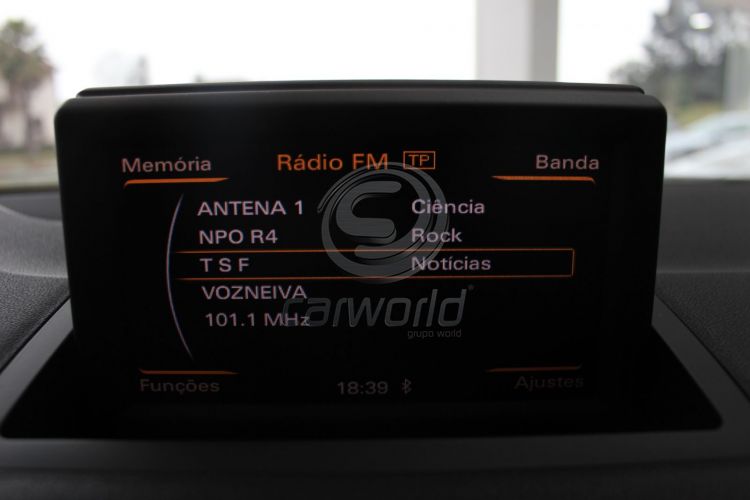 Memória Rádio FM TP Banda
ANTENA 1 Ciência
NPO R4 Rock
T S F Notícias
VOZNEIVA
101.1 MHz
carworld®
grupo world
Funções 18:39 Ajustes